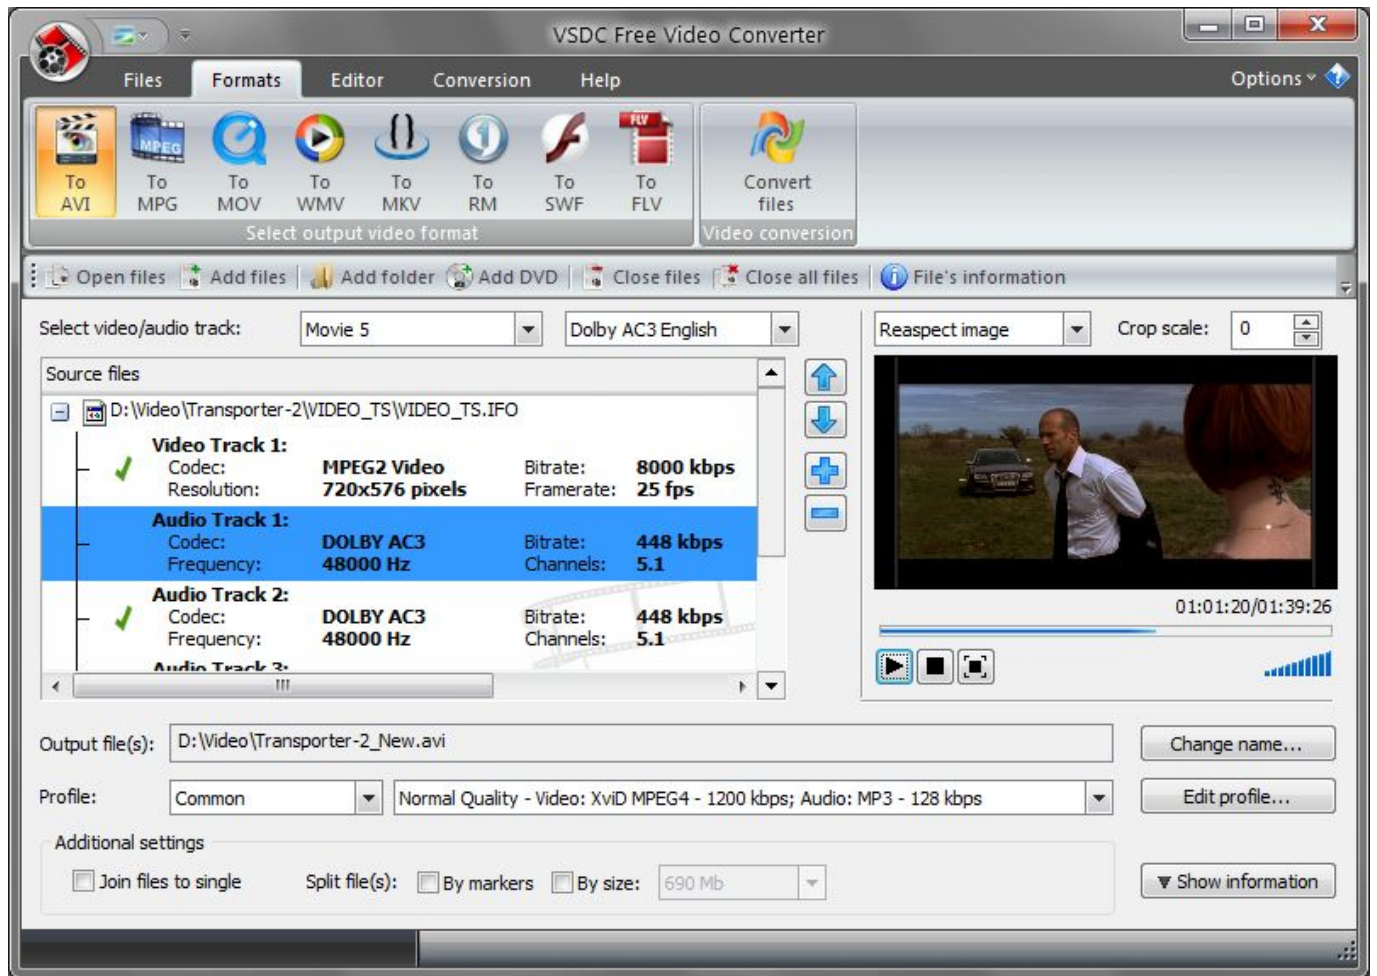 VSDC Free Video Converter
Files Formats Editor Conversion Help Options
MPEG FLV
To AVI To MPG To MOV To WMV To MKV To RM To SWF To FLV Convert files
Select output video format Video conversion
Open files Add files Add folder Add DVD Close files Close all files File's information
Select video/audio track: Movie 5 Dolby AC3 English Reaspect image Crop scale: 0
Source files
D:\Video\Transporter-2\VIDEO_TS\VIDEO_TS.IFO
Video Track 1:
Codec: MPEG2 Video Bitrate: 8000 kbps
Resolution: 720x576 pixels Framerate: 25 fps
Audio Track 1:
Codec: DOLBY AC3 Bitrate: 448 kbps
Frequency: 48000 Hz Channels: 5.1
Audio Track 2:
Codec: DOLBY AC3 Bitrate: 448 kbps
Frequency: 48000 Hz Channels: 5.1
Audio Track 3:
01:01:20/01:39:26
Output file(s): D:\Video\Transporter-2_New.avi Change name...
Profile: Common Normal Quality - Video: XviD MPEG4 - 1200 kbps; Audio: MP3 - 128 kbps Edit profile...
Additional settings
Join files to single Split file(s): By markers By size: 690 Mb Show information